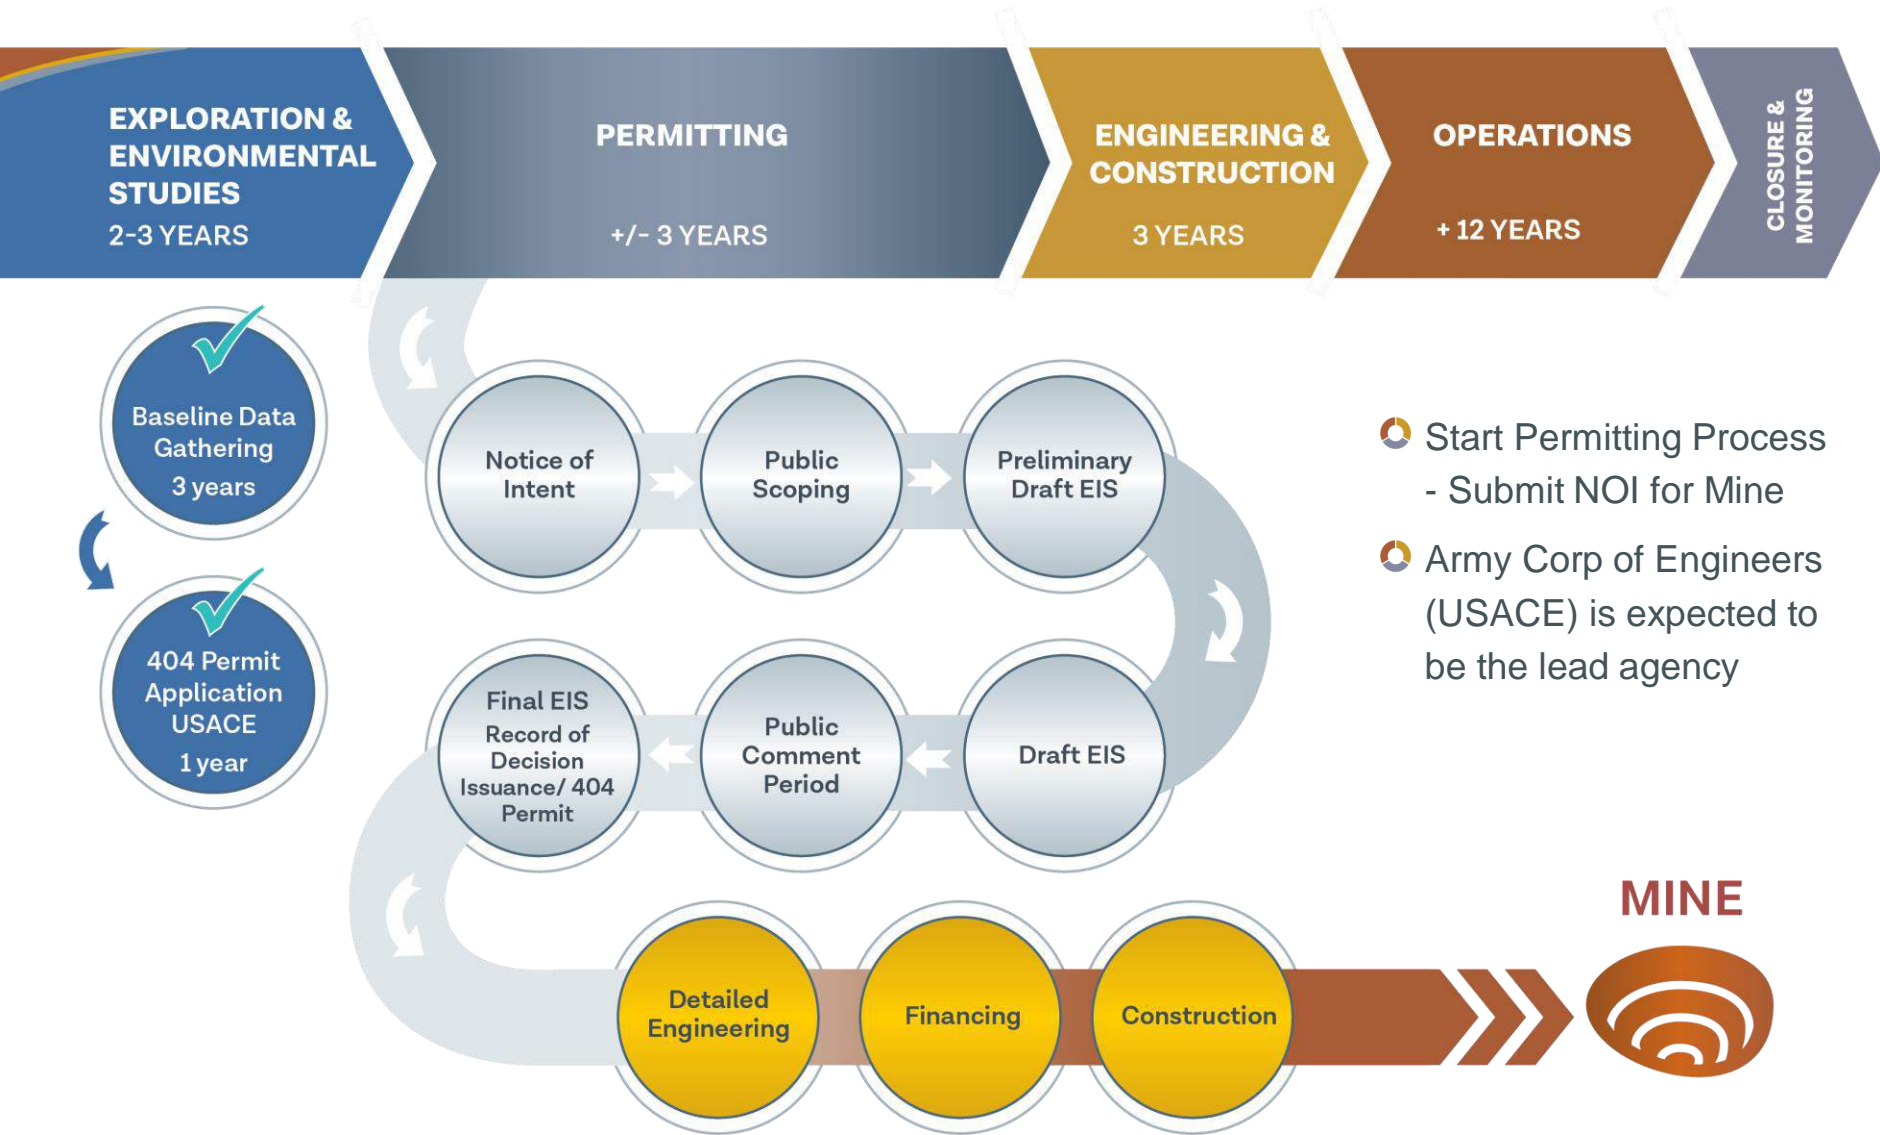 EXPLORATION &
ENVIRONMENTAL
STUDIES
2-3 YEARS
PERMITTING
+/- 3 YEARS
ENGINEERING &
CONSTRUCTION
3 YEARS
OPERATIONS
+ 12 YEARS
CLOSURE &
MONITORING
Baseline Data
Gathering
3 years
404 Permit
Application
USACE
1 year
Notice of
Intent
Public
Scoping
Preliminary
Draft EIS
Draft EIS
Public
Comment
Period
Final EIS
Record of
Decision
Issuance/ 404
Permit
Detailed
Engineering
Financing
Construction
Start Permitting Process
- Submit NOI for Mine
Army Corp of Engineers
(USACE) is expected to
be the lead agency
MINE